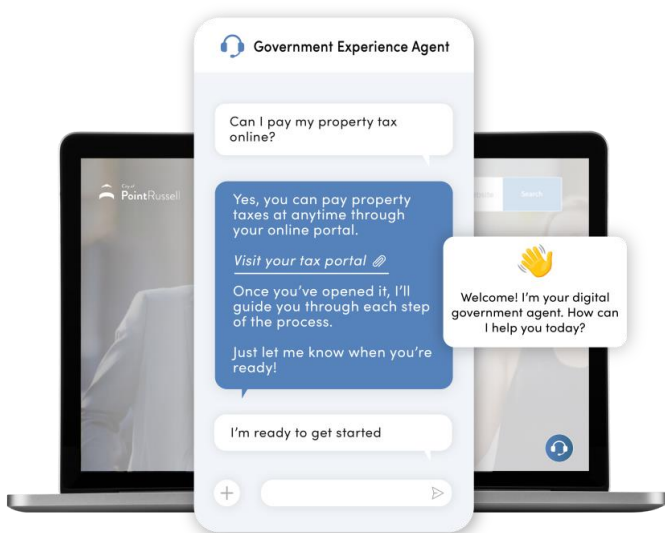 Government Experience Agent
Can I pay my property tax
online?
City of
PointRussell
Search
Yes, you can pay property
taxes at anytime through
your online portal.
Visit your tax portal
Once you've opened it, I'll
guide you through each step
of the process.
Just let me know when you're
ready!
Welcome! I'm your digital
government agent. How can
I help you today?
I'm ready to get started